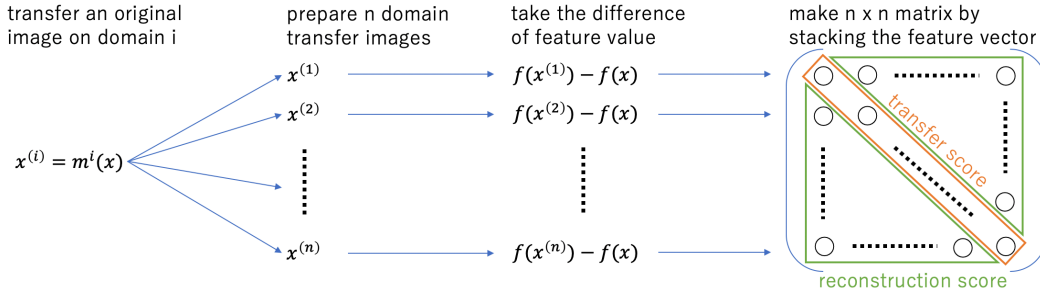 transfer an original
image on domain i
prepare n domain
transfer images
take the difference
of feature value
make n x n matrix by
stacking the feature vector
x^{(i)} = m^i(x)
x^{(1)}
f(x^{(1)}) − f(x)
x^{(2)}
f(x^{(2)}) − f(x)
x^{(n)}
f(x^{(n)}) − f(x)
transfer score
reconstruction score